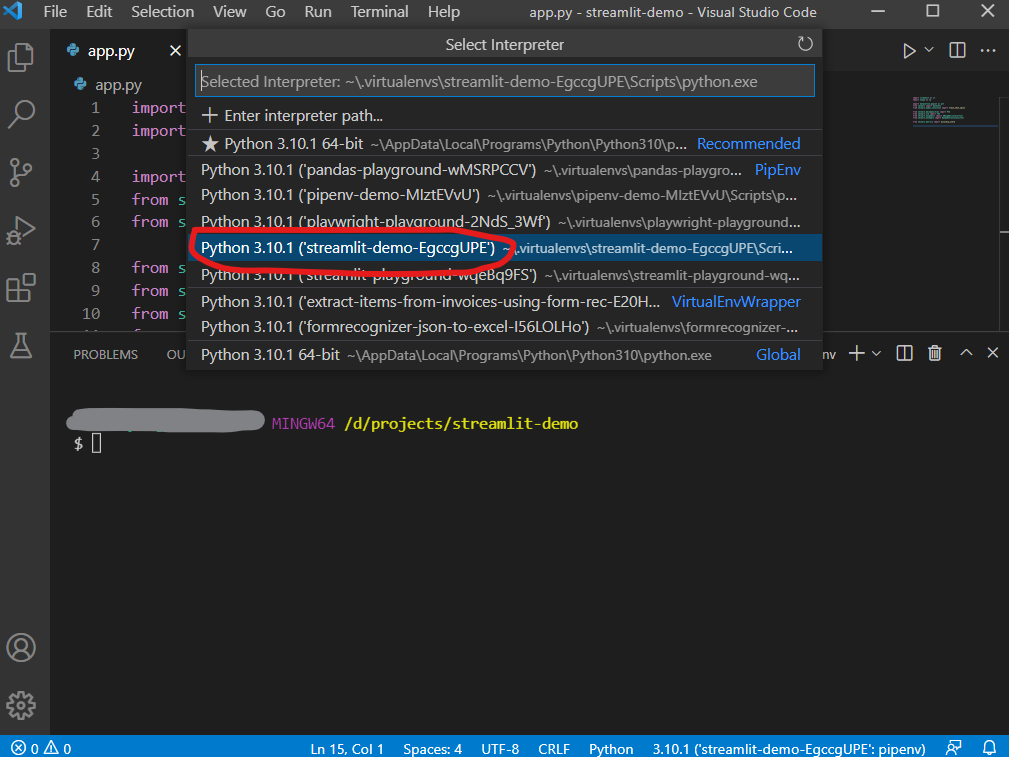 File Edit Selection View Go Run Terminal Help app.py - streamlit-demo - Visual Studio Code
app.py
Select Interpreter
app.py
Selected Interpreter: ~\.virtualenvs\streamlit-demo-EgccgUPE\Scripts\python.exe
Enter interpreter path...
Python 3.10.1 64-bit ~\AppData\Local\Programs\Python\Python310\p... Recommended
Python 3.10.1 ('pandas-playground-wMSRPCCV') ~\.virtualenvs\pandas-playgro... PipEnv
Python 3.10.1 ('pipenv-demo-MIztEVvU') ~\.virtualenvs\pipenv-demo-MIztEVvU\Scripts\p...
Python 3.10.1 ('playwright-playground-2NdS_3Wf') ~\.virtualenvs\playwright-playground...
Python 3.10.1 ('streamlit-demo-EgccgUPE') ~\.virtualenvs\streamlit-demo-EgccgUPE\Scri...
Python 3.10.1 ('streamlit-playground-wqeBq9FS') ~\.virtualenvs\streamlit-playground-wq...
Python 3.10.1 ('extract-items-from-invoices-using-form-rec-E20H... VirtualEnvWrapper
Python 3.10.1 ('formrecognizer-json-to-excel-I56LOLHo') ~\.virtualenvs\formrecognizer-...
Python 3.10.1 64-bit ~\AppData\Local\Programs\Python\Python310\python.exe Global
1 import
2 import
3
4 import
5 from s
6 from s
7
8 from s
9 from s
10 from s
PROBLEMS OU nv
MINGW64 /d/projects/streamlit-demo
$
0 0 Ln 15, Col 1 Spaces: 4 UTF-8 CRLF Python 3.10.1 ('streamlit-demo-EgccgUPE': pipenv)